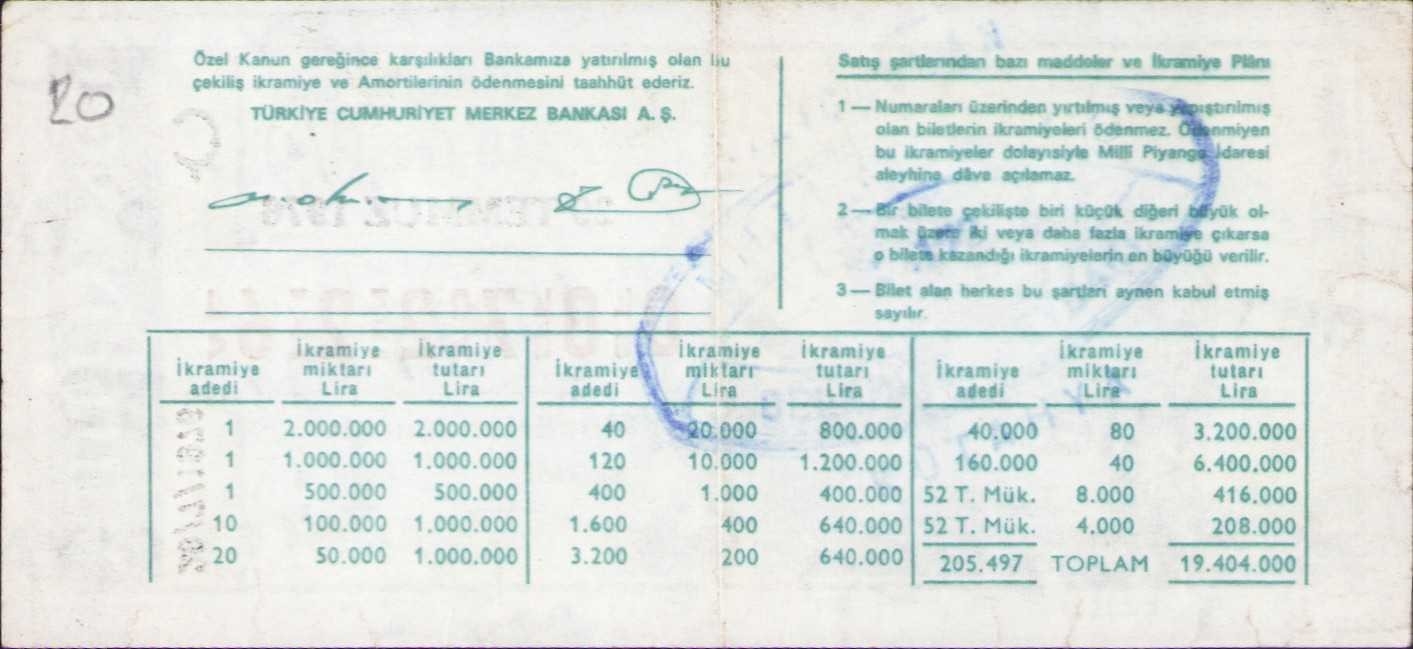 20
Özel Kanun gereğince karşılıkları Bankamıza yatırılmış olan bu
çekiliş ikramiye ve Amortilerinin ödenmesini taahhüt ederiz.
TÜRKİYE CUMHURİYET MERKEZ BANKASI A. Ş.
Satış şartlarından bazı maddeler ve İkramiye Plânı
1 — Numaraları üzerinden yırtılmış veya yapıştırılmış
olan biletlerin ikramiyeleri ödenmez. Ödenmiyen
bu ikramiyeler dolayısiyle Millî Piyango İdaresi
aleyhine dâva açılamaz.
2 — Bir bilete çekilişte biri küçük diğeri büyük ol-
mak üzere iki veya daha fazla ikramiye çıkarsa
o bilete kazandığı ikramiyelerin en büyüğü verilir.
3 — Bilet alan herkes bu şartları aynen kabul etmiş
sayılır.
İkramiye adedi İkramiye miktarı Lira İkramiye tutarı Lira İkramiye adedi İkramiye miktarı Lira İkramiye tutarı Lira İkramiye adedi İkramiye miktarı Lira İkramiye tutarı Lira
1 2.000.000 2.000.000 40 20.000 800.000 40.000 80 3.200.000
1 1.000.000 1.000.000 120 10.000 1.200.000 160.000 40 6.400.000
1 500.000 500.000 400 1.000 400.000 52 T. Mük. 8.000 416.000
10 100.000 1.000.000 1.600 400 640.000 52 T. Mük. 4.000 208.000
20 50.000 1.000.000 3.200 200 640.000 205.497 TOPLAM 19.404.000